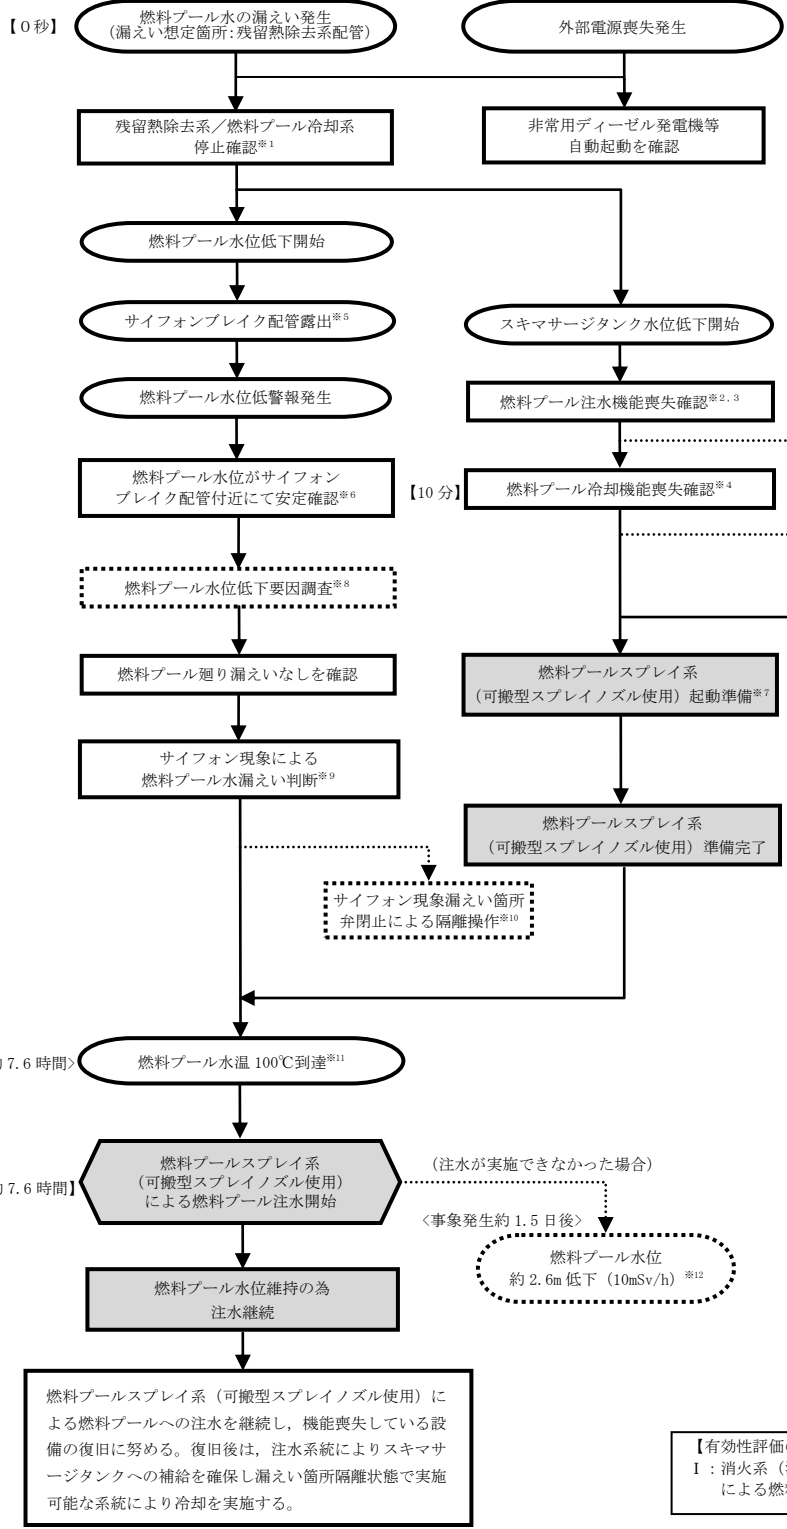 【0秒】
燃料プール水の漏えい発生
(漏えい想定箇所:残留熱除去系配管)
外部電源喪失発生
残留熱除去系／燃料プール冷却系
停止確認※1
非常用ディーゼル発電機等
自動起動を確認
燃料プール水位低下開始
サイフォンブレイク配管露出※5
スキマサージタンク水位低下開始
燃料プール水位低警報発生
燃料プール注水機能喪失確認※2,3
燃料プール水位がサイフォン
ブレイク配管付近にて安定確認※6
【10分】
燃料プール冷却機能喪失確認※4
燃料プール水位低下要因調査※8
燃料プール廻り漏えいなしを確認
燃料プールスプレイ系
（可搬型スプレイノズル使用）起動準備※7
サイフォン現象による
燃料プール水漏えい判断※9
燃料プールスプレイ系
（可搬型スプレイノズル使用）準備完了
サイフォン現象漏えい箇所
弁閉止による隔離操作※10
7.6時間>
燃料プール水温100℃到達※11
7.6時間】
燃料プールスプレイ系
（可搬型スプレイノズル使用）
による燃料プール注水開始
（注水が実施できなかった場合）
<事象発生約1.5日後>
燃料プール水位
約2.6m低下（10mSv/h）※12
燃料プール水位維持の為
注水継続
燃料プールスプレイ系（可搬型スプレイノズル使用）に
よる燃料プールへの注水を継続し，機能喪失している設
備の復旧に努める。復旧後は，注水系統によりスキマサ
ージタンクへの補給を確保し漏えい箇所隔離状態で実施
可能な系統により冷却を実施する。
【有効性評価の
Ⅰ：消火系（
による燃